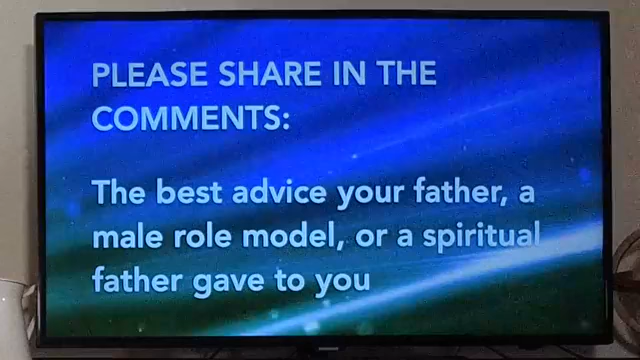 PLEASE SHARE IN THE
COMMENTS:
The best advice your father, a
male role model, or a spiritual
father gave to you